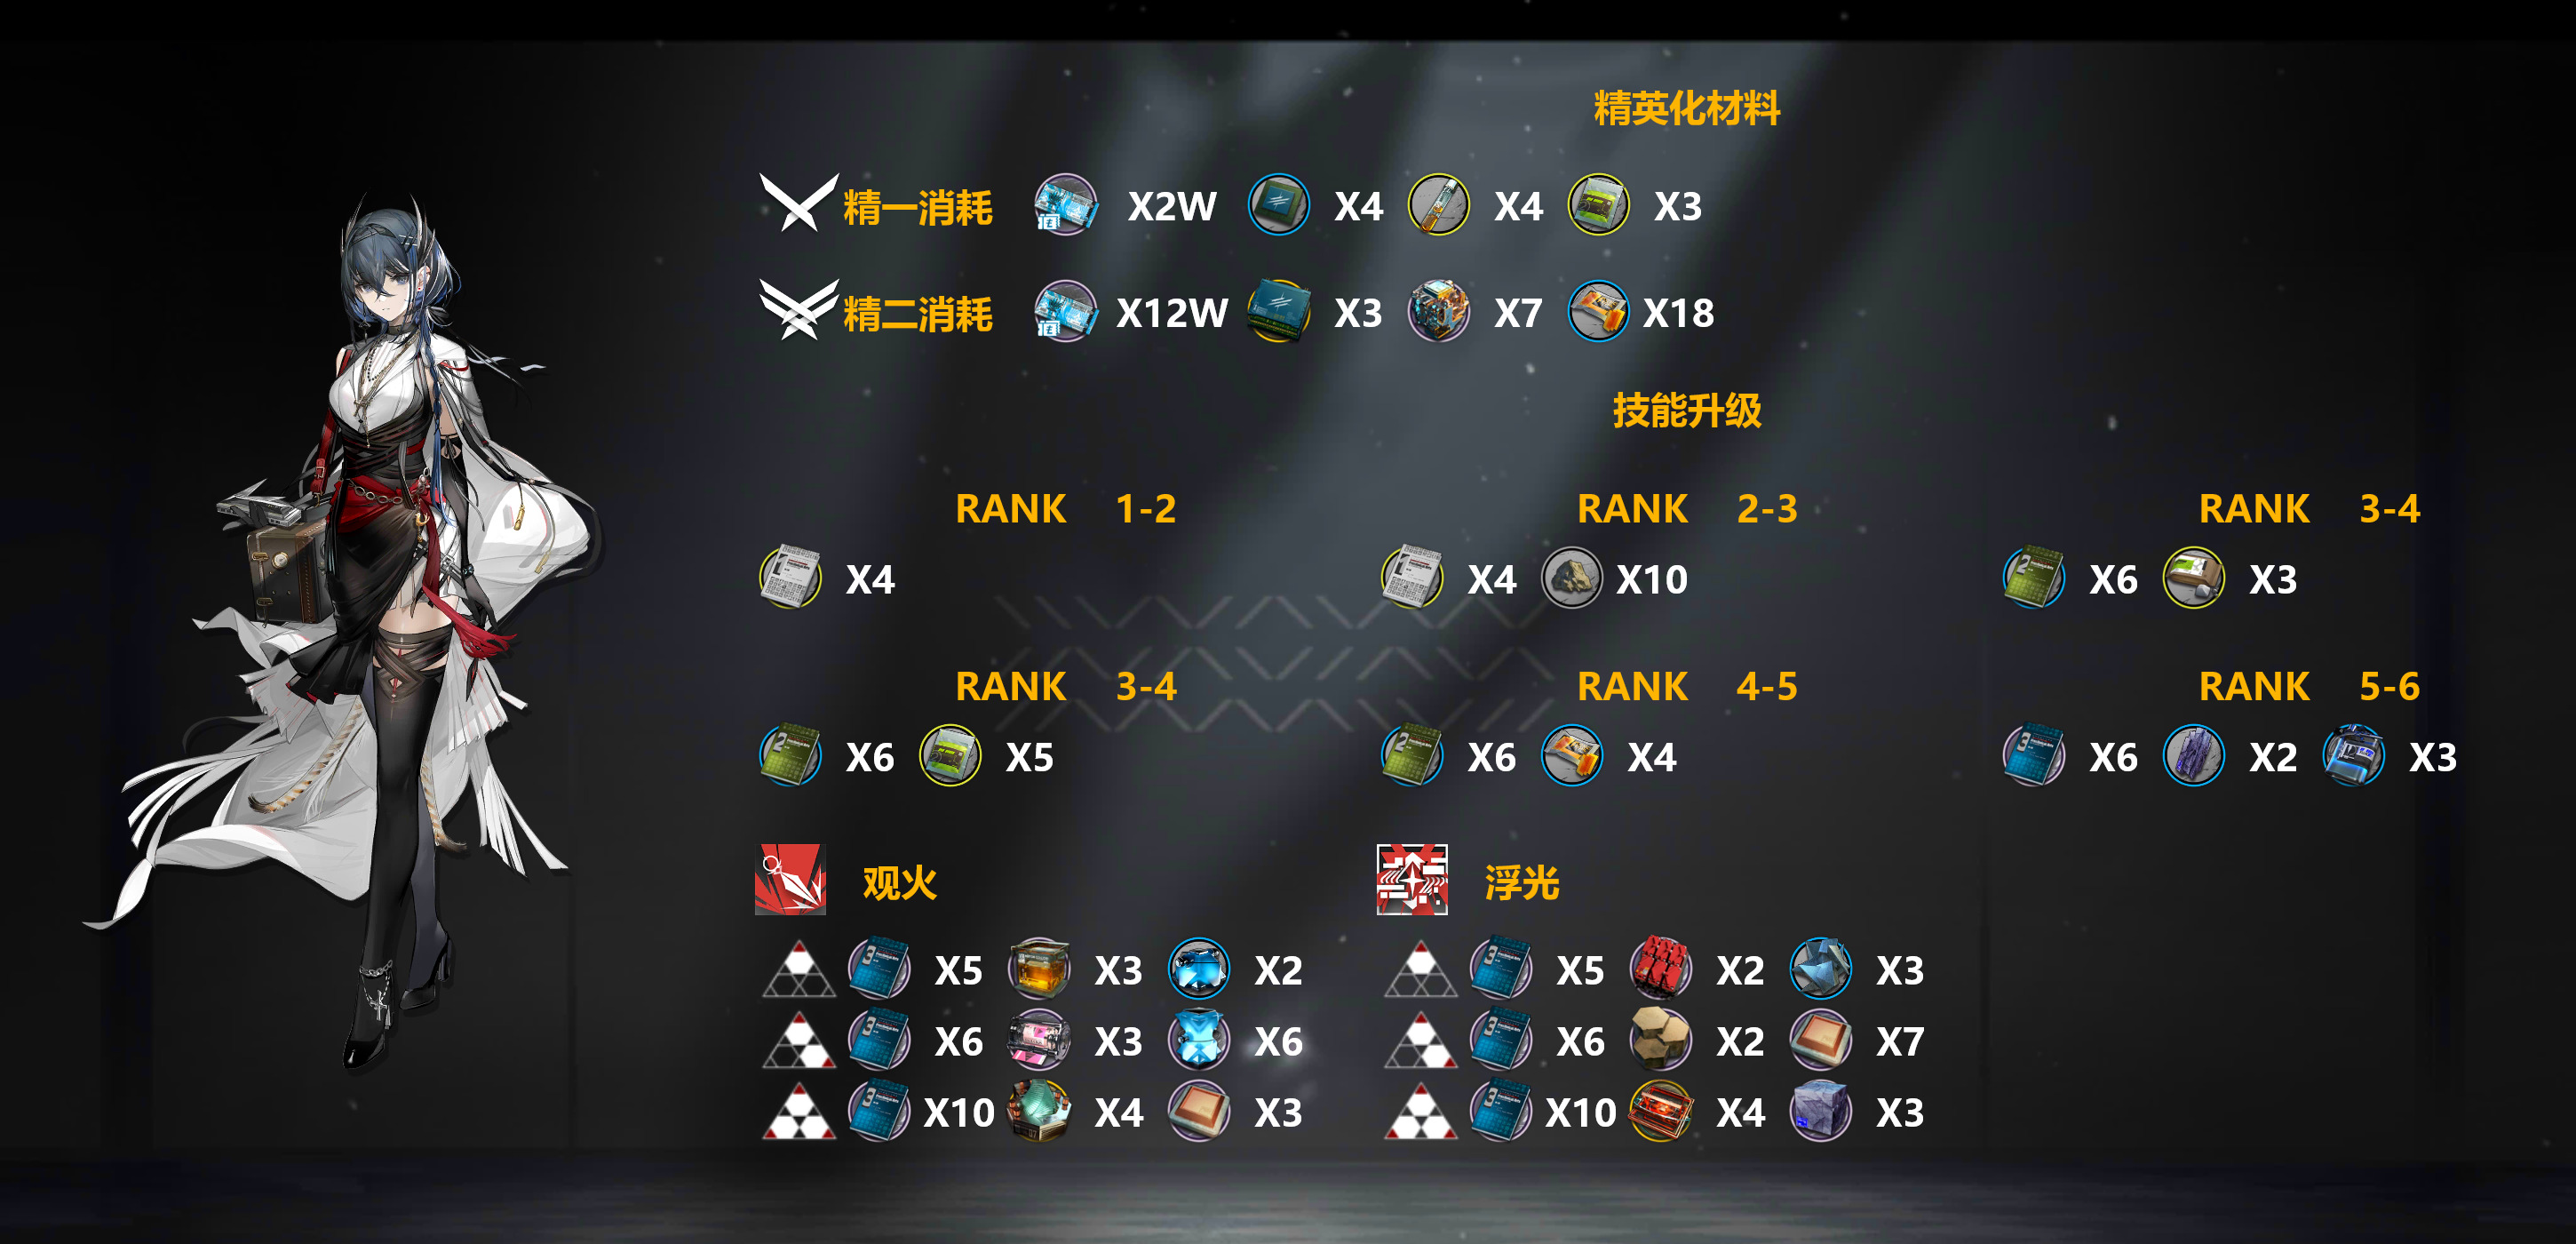 精英化材料
精一消耗 X2W X4 X4 X3
精二消耗 X12W X3 X7 X18
技能升级
RANK 1-2 RANK 2-3 RANK 3-4
X4 X4 X10 X6 X3
RANK 3-4 RANK 4-5 RANK 5-6
X6 X5 X6 X4 X6 X2 X3
观火 浮光
X5 X3 X2 X5 X2 X3
X6 X3 X6 X6 X2 X7
X10 X4 X3 X10 X4 X3